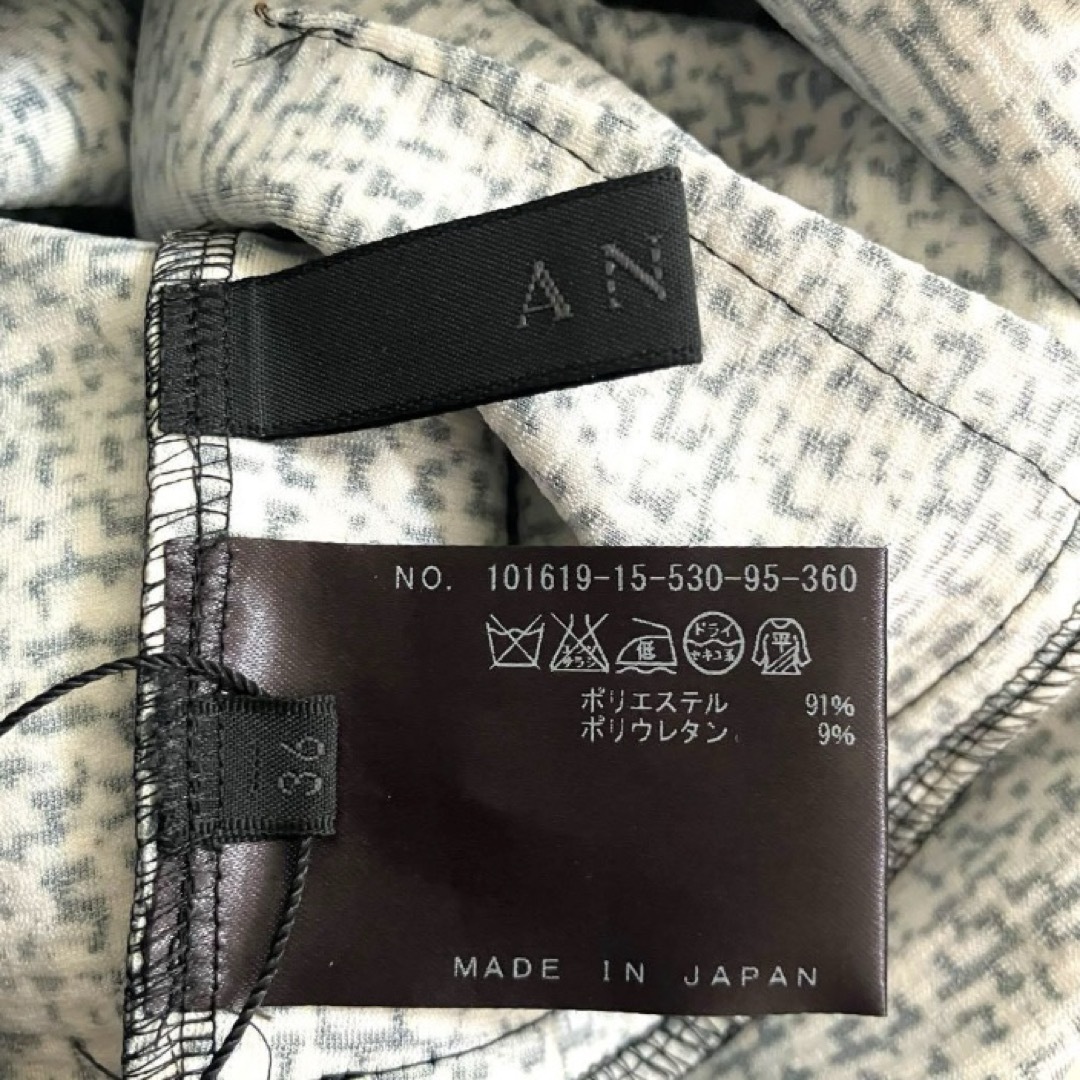 AN
NO. 101619-15-530-95-360
低 ドライ セキユ系 平
ポリエステル 91%
ポリウレタン 9%
36
MADE IN JAPAN